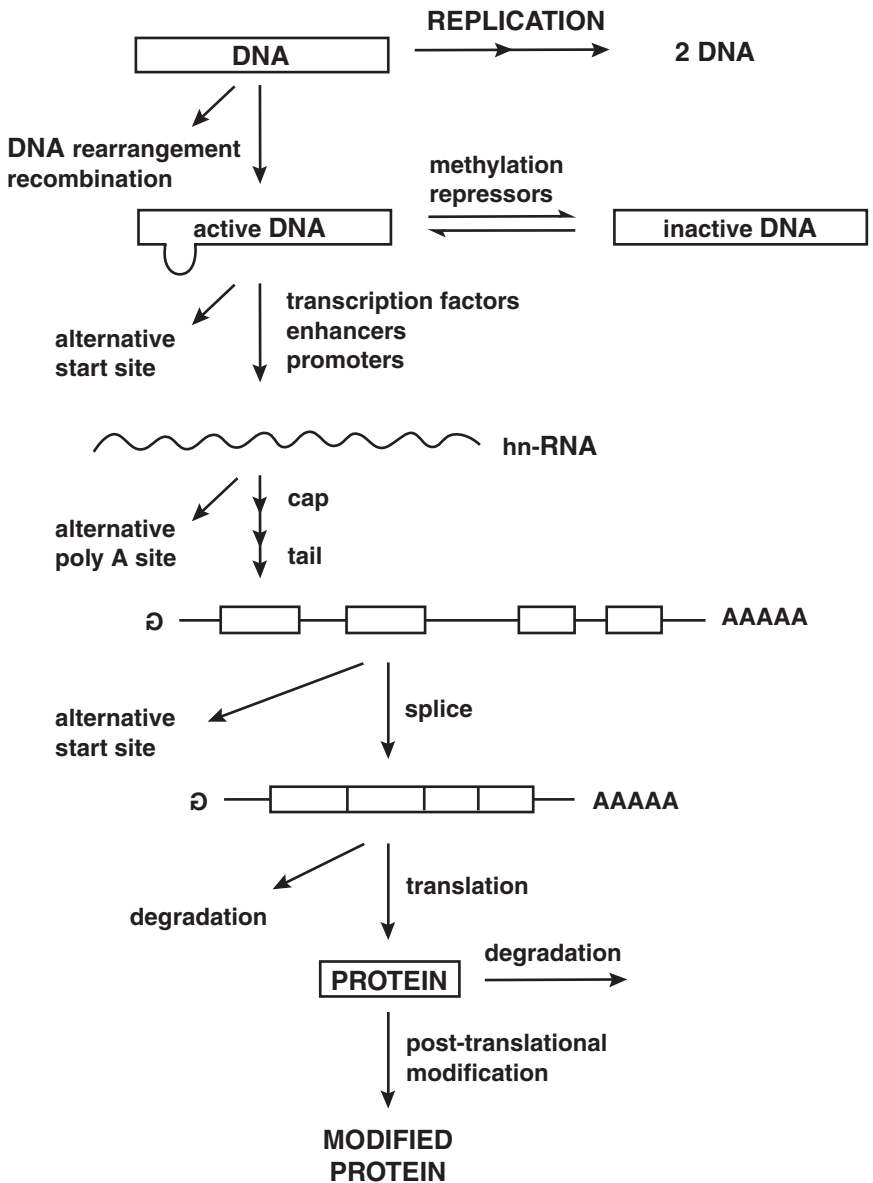 REPLICATION
DNA
2 DNA
DNA rearrangement
recombination
methylation
repressors
active DNA
inactive DNA
transcription factors
enhancers
promoters
alternative
start site
hn-RNA
cap
alternative
poly A site
tail
G
AAAAA
splice
alternative
start site
G
AAAAA
translation
degradation
degradation
PROTEIN
post-translational
modification
MODIFIED
PROTEIN